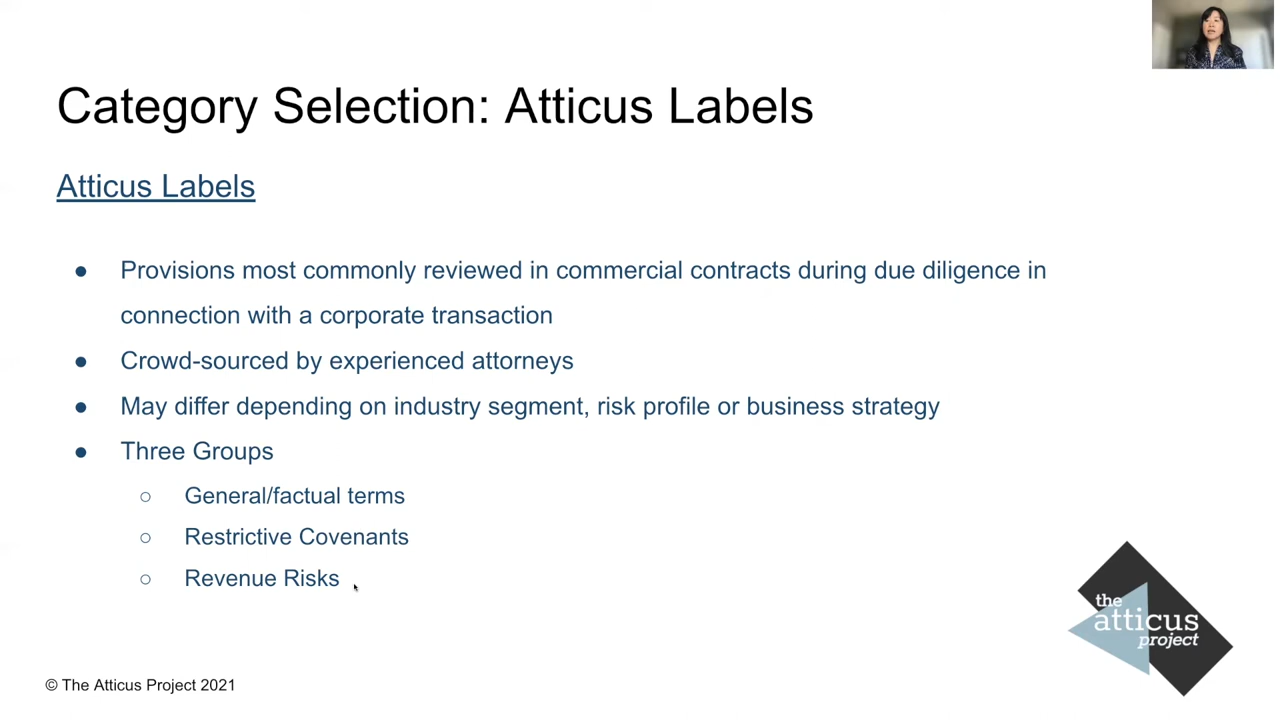 Category Selection: Atticus Labels
Atticus Labels
● Provisions most commonly reviewed in commercial contracts during due diligence in
connection with a corporate transaction
● Crowd-sourced by experienced attorneys
● May differ depending on industry segment, risk profile or business strategy
● Three Groups
○ General/factual terms
○ Restrictive Covenants
○ Revenue Risks
the
atticus
project
© The Atticus Project 2021